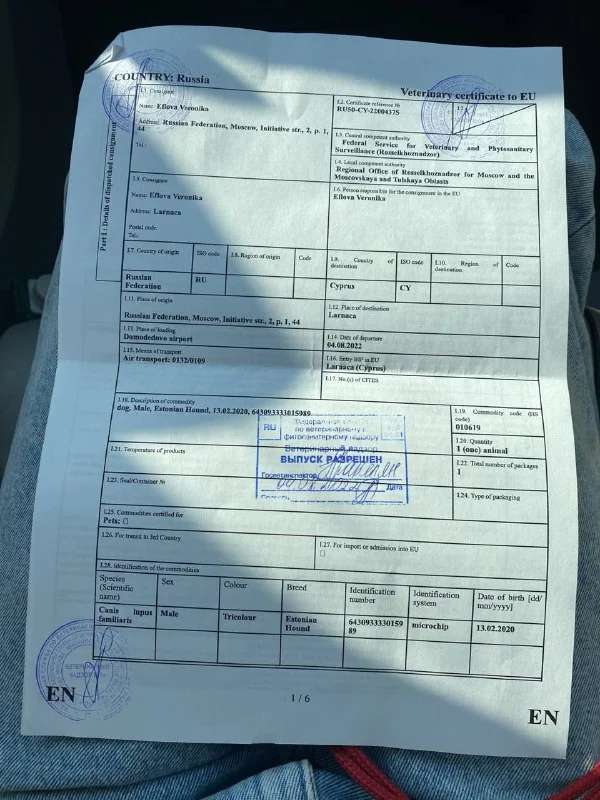 COUNTRY: Russia
Veterinary certificate to EU
Part I : Details of dispatched consignment
I.1. Consignor
Name: Eflova Veronika
Address: Russian Federation, Moscow, Initiative str., 2, p. 1, 44
Tel.:
I.2. Certificate reference №
RU50-CY-22004375
I.3. Central competent authority
Federal Service for Veterinary and Phytosanitary
Surveillance (Rosselkhoznadzor)
I.4. Local competent authority
Regional Office of Rosselkhoznadzor for Moscow and the
Moscovskaya and Tulskaya Oblasts
I.5. Consignee
Name: Eflova Veronika
Address: Larnaca
Postal code.
Tel.:
I.6. Person responsible for the consignment in the EU
Eflova Veronika
I.7. Country of origin
ISO code
I.8. Region of origin
Code
I.9. Country of destination
ISO code
I.10. Region of destination
Code
Russian
Federation
RU
Cyprus
CY
I.11. Place of origin
Russian Federation, Moscow, Initiative str., 2, p. 1, 44
I.12. Place of destination
Larnaca
I.13. Place of loading
Domodedovo airport
I.14. Date of departure
04.08.2022
I.15. Means of transport
Air transport: 0132/0109
I.16. Entry BIP in EU
Larnaca (Cyprus)
I.17. No.(s) of CITES
I.18. Description of commodity
dog, Male, Estonian Hound, 13.02.2020, 643093333015989
I.19. Commodity code (HS code)
010619
I.20. Quantity
1 (one) animal
I.21. Temperature of products
I.22. Total number of packages
1
I.23. Seal/Container №
I.24. Type of packaging
RU
по ветеринарному и
фитосанитарному надзору
Ветеринарный надзор
ВЫПУСК РАЗРЕШЕН
Госветинспектор
Дата
I.25. Commodities certified for
Pets: □
I.26. For transit to 3rd Country
I.27. For import or admission into EU
□
I.28. Identification of the commodities
Species
(Scientific
name)
Sex
Colour
Breed
Identification
number
Identification
system
Date of birth [dd/
mm/yyyy]
Canis lupus
familiaris
Male
Tricolour
Estonian
Hound
6430933330159
89
microchip
13.02.2020
EN
1 / 6
EN